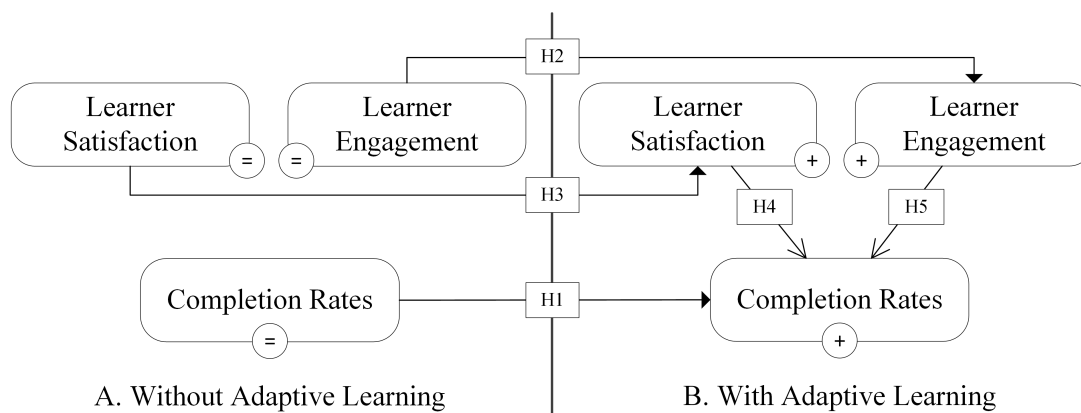 H2
Learner
Satisfaction
=
Learner
Engagement
=
Learner
Satisfaction
+
Learner
Engagement
+
H3
H4
H5
Completion Rates
=
H1
Completion Rates
+
A. Without Adaptive Learning
B. With Adaptive Learning